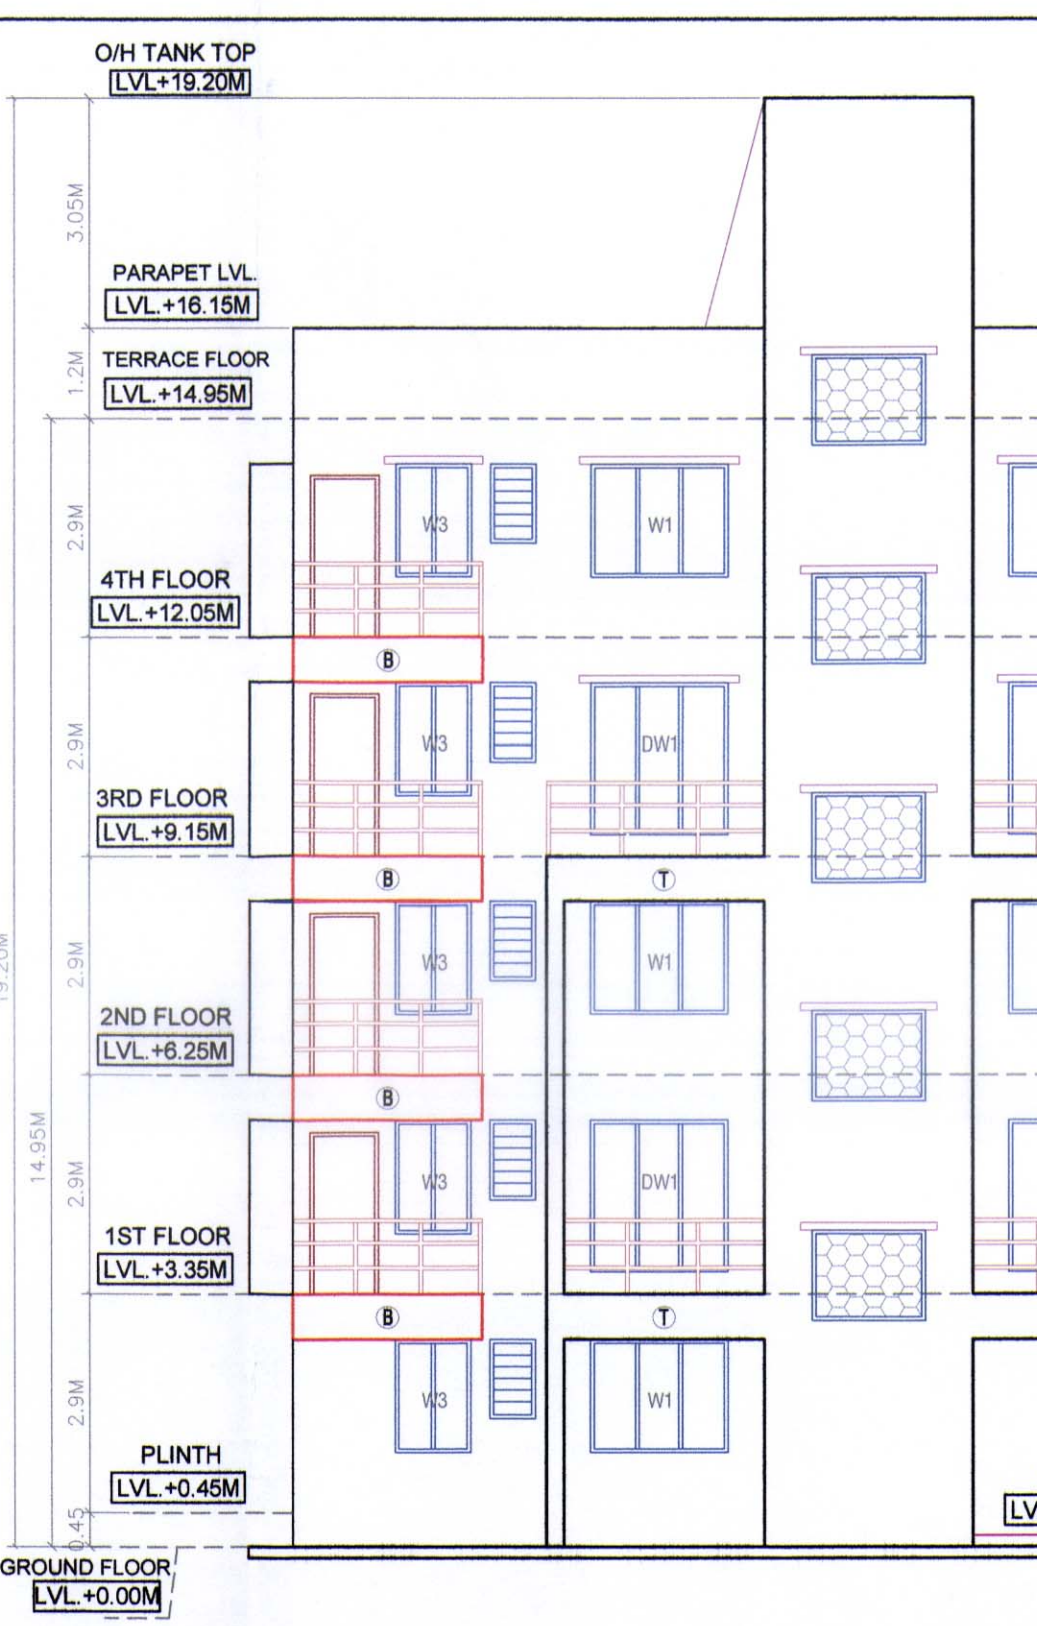 O/H TANK TOP
LVL+19.20M
3.05M
PARAPET LVL.
LVL.+16.15M
1.2M
TERRACE FLOOR
LVL.+14.95M
2.9M
W3
W1
4TH FLOOR
LVL.+12.05M
B
2.9M
W3
DW1
3RD FLOOR
LVL.+9.15M
B
T
19.20M
2.9M
W3
W1
2ND FLOOR
LVL.+6.25M
B
14.95M
2.9M
W3
DW1
1ST FLOOR
LVL.+3.35M
B
T
2.9M
W3
W1
PLINTH
LVL.+0.45M
LV
0.45
GROUND FLOOR
LVL.+0.00M